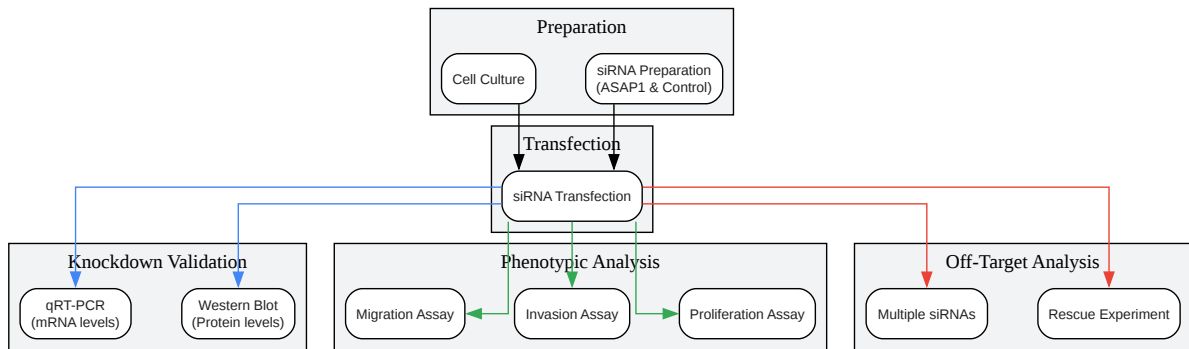 Preparation
Cell Culture
siRNA Preparation
(ASAP1 & Control)
Transfection
siRNA Transfection
Knockdown Validation
qRT-PCR
(mRNA levels)
Western Blot
(Protein levels)
Phenotypic Analysis
Migration Assay
Invasion Assay
Proliferation Assay
Off-Target Analysis
Multiple siRNAs
Rescue Experiment